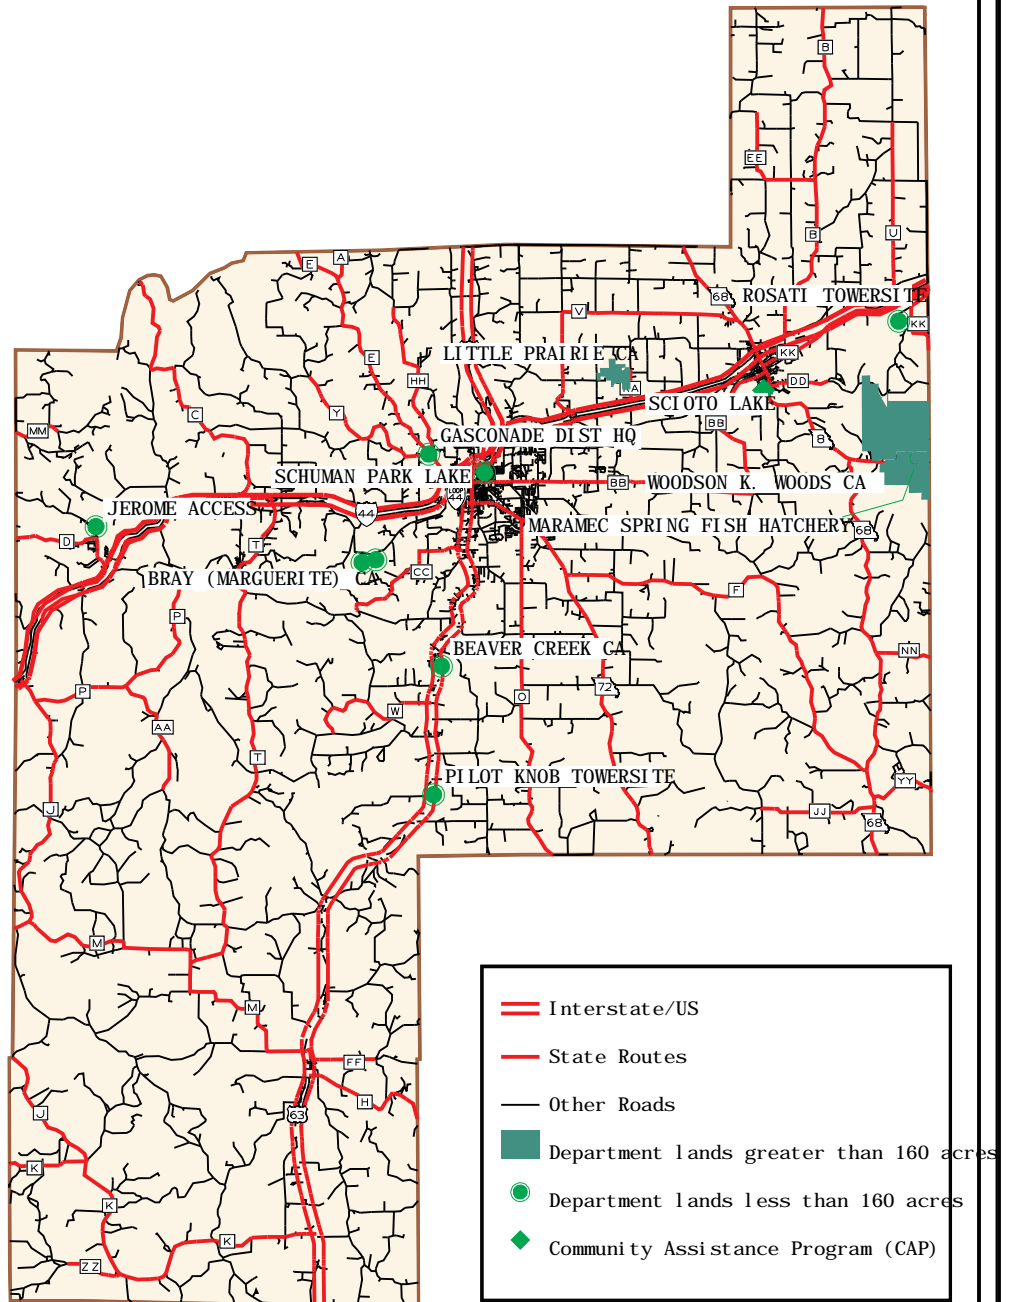 B
EE
B
U
E
A
68
ROSATI TOWERSITE
V
KK
E
LITTLE PRAIRIE CA
KK
HH
DD
SCIOTO LAKE
Y
C
BB
MM
GASCONADE DIST HQ
8
SCHUMAN PARK LAKE
BB
WOODSON K. WOODS CA
44
JEROME ACCESS
44
MARAMEC SPRING FISH HATCHERY
68
D
T
BRAY (MARGUERITE) CA
CC
F
P
BEAVER CREEK CA
NN
P
72
O
W
AA
T
PILOT KNOB TOWERSITE
YY
J
JJ
68
M
M
Interstate/US
State Routes
FF
Other Roads
H
J
63
Department lands greater than 160 acres
K
Department lands less than 160 acres
K
K
Community Assistance Program (CAP)
ZZ